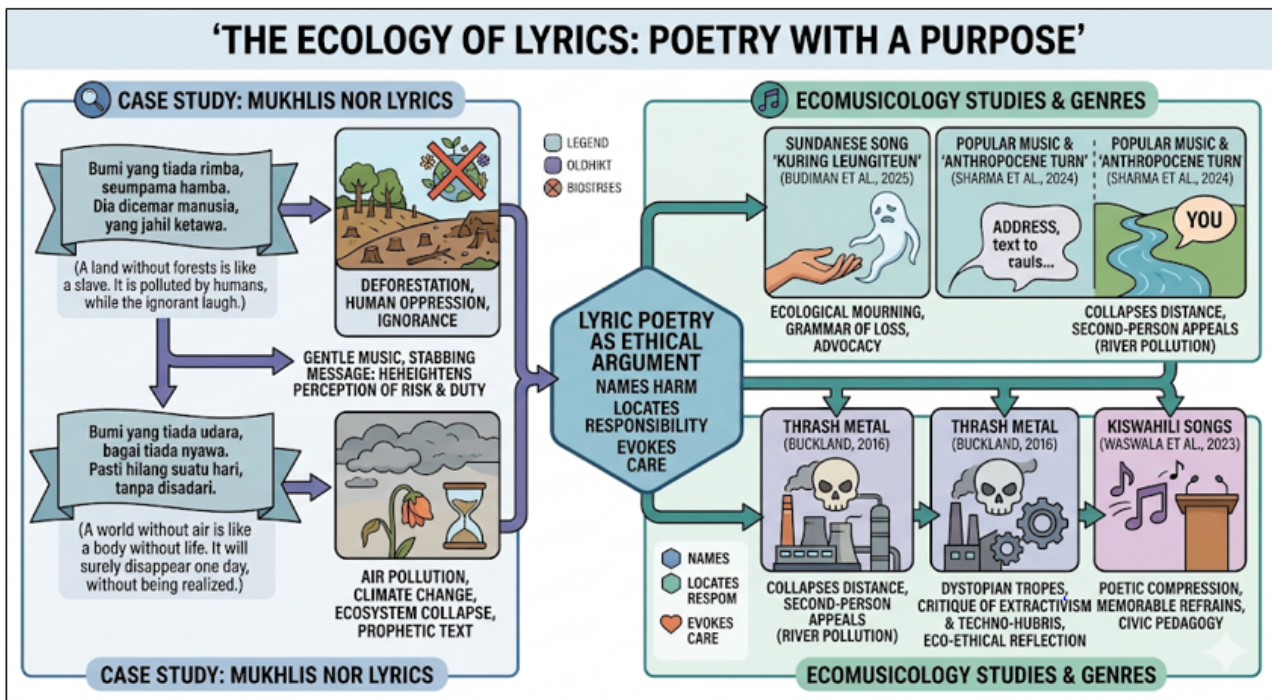 'THE ECOLOGY OF LYRICS: POETRY WITH A PURPOSE'
CASE STUDY: MUKHLIS NOR LYRICS
Bumi yang tiada rimba,
seumpama hamba.
Dia dicemar manusia,
yang jahil ketawa.
(A land without forests is like
a slave. It is polluted by humans,
while the ignorant laugh.)
DEFORESTATION,
HUMAN OPPRESSION,
IGNORANCE
GENTLE MUSIC, STABBING
MESSAGE: HEHEIGHTENS
PERCEPTION OF RISK & DUTY
Bumi yang tiada udara,
bagai tiada nyawa.
Pasti hilang suatu hari,
tanpa disadari.
(A world without air is like
a body without life. It will
surely disappear one day,
without being realized.)
AIR POLLUTION,
CLIMATE CHANGE,
ECOSYSTEM COLLAPSE,
PROPHETIC TEXT
CASE STUDY: MUKHLIS NOR LYRICS
LEGEND
OLDHIKT
BIOSTREES
LYRIC POETRY
AS ETHICAL
ARGUMENT
NAMES HARM
LOCATES
RESPONSIBILITY
EVOKES
CARE
ECOMUSICOLOGY STUDIES & GENRES
SUNDANESE SONG
'KURING LEUNGITEUN'
(BUDIMAN ET AL., 2025)
ECOLOGICAL MOURNING,
GRAMMAR OF LOSS,
ADVOCACY
POPULAR MUSIC &
'ANTHROPOCENE TURN'
(SHARMA ET AL., 2024)
ADDRESS,
text to
cauls...
POPULAR MUSIC &
'ANTHROPOCENE TURN'
(SHARMA ET AL., 2024)
YOU
COLLAPSES DISTANCE,
SECOND-PERSON APPEALS
(RIVER POLLUTION)
THRASH METAL
(BUCKLAND, 2016)
COLLAPSES DISTANCE,
SECOND-PERSON
APPEALS
(RIVER POLLUTION)
THRASH METAL
(BUCKLAND, 2016)
DYSTOPIAN TROPES,
CRITIQUE OF EXTRACTIVISM
& TECHNO-HUBRIS,
ECO-ETHICAL REFLECTION
KISWAHILI SONGS
(WASWALA ET AL., 2023)
POETIC COMPRESSION,
MEMORABLE REFRAINS,
CIVIC PEDAGOGY
NAMES
LOCATES
RESPOM
EVOKES
CARE
ECOMUSICOLOGY STUDIES & GENRES